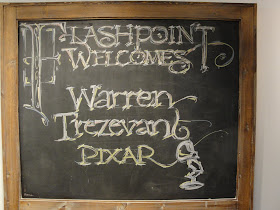 FLASHPOINT
WELCOMES
Warren
Trezevant
PIXAR